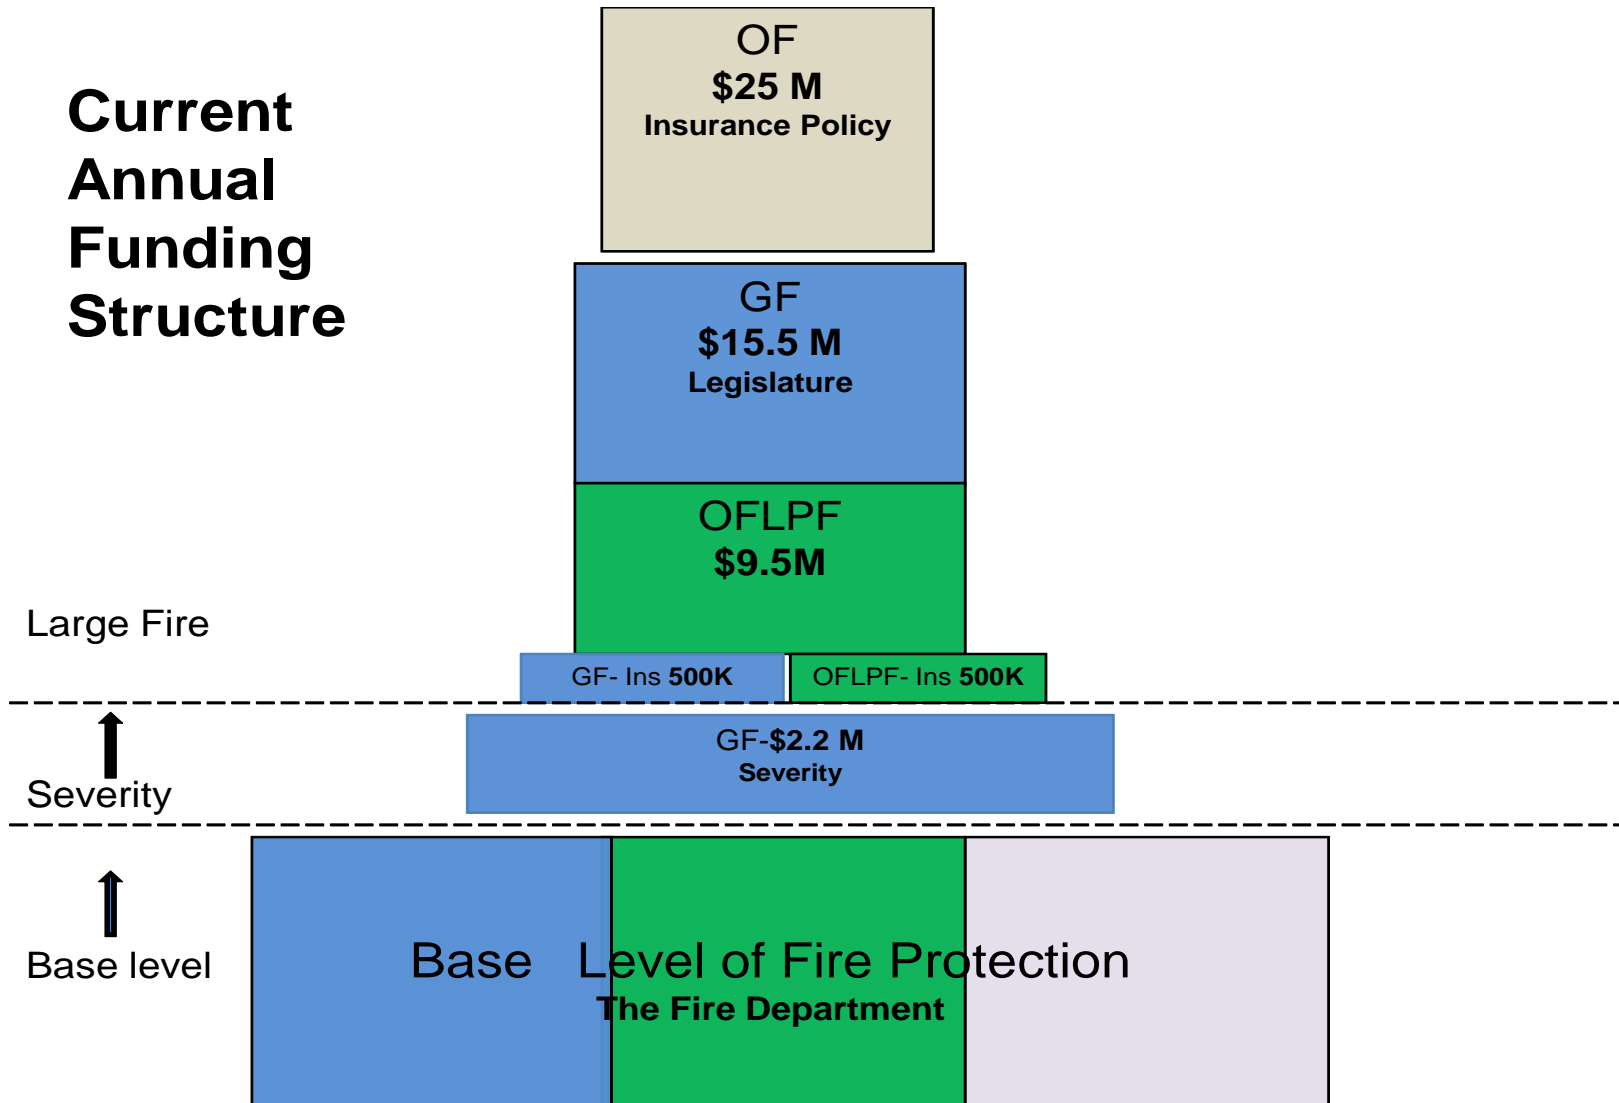 Current
Annual
Funding
Structure
OF
$25 M
Insurance Policy
GF
$15.5 M
Legislature
OFLPF
$9.5M
Large Fire
GF- Ins 500K
OFLPF- Ins 500K
GF-$2.2 M
Severity
Severity
Base level
Base Level of Fire Protection
The Fire Department